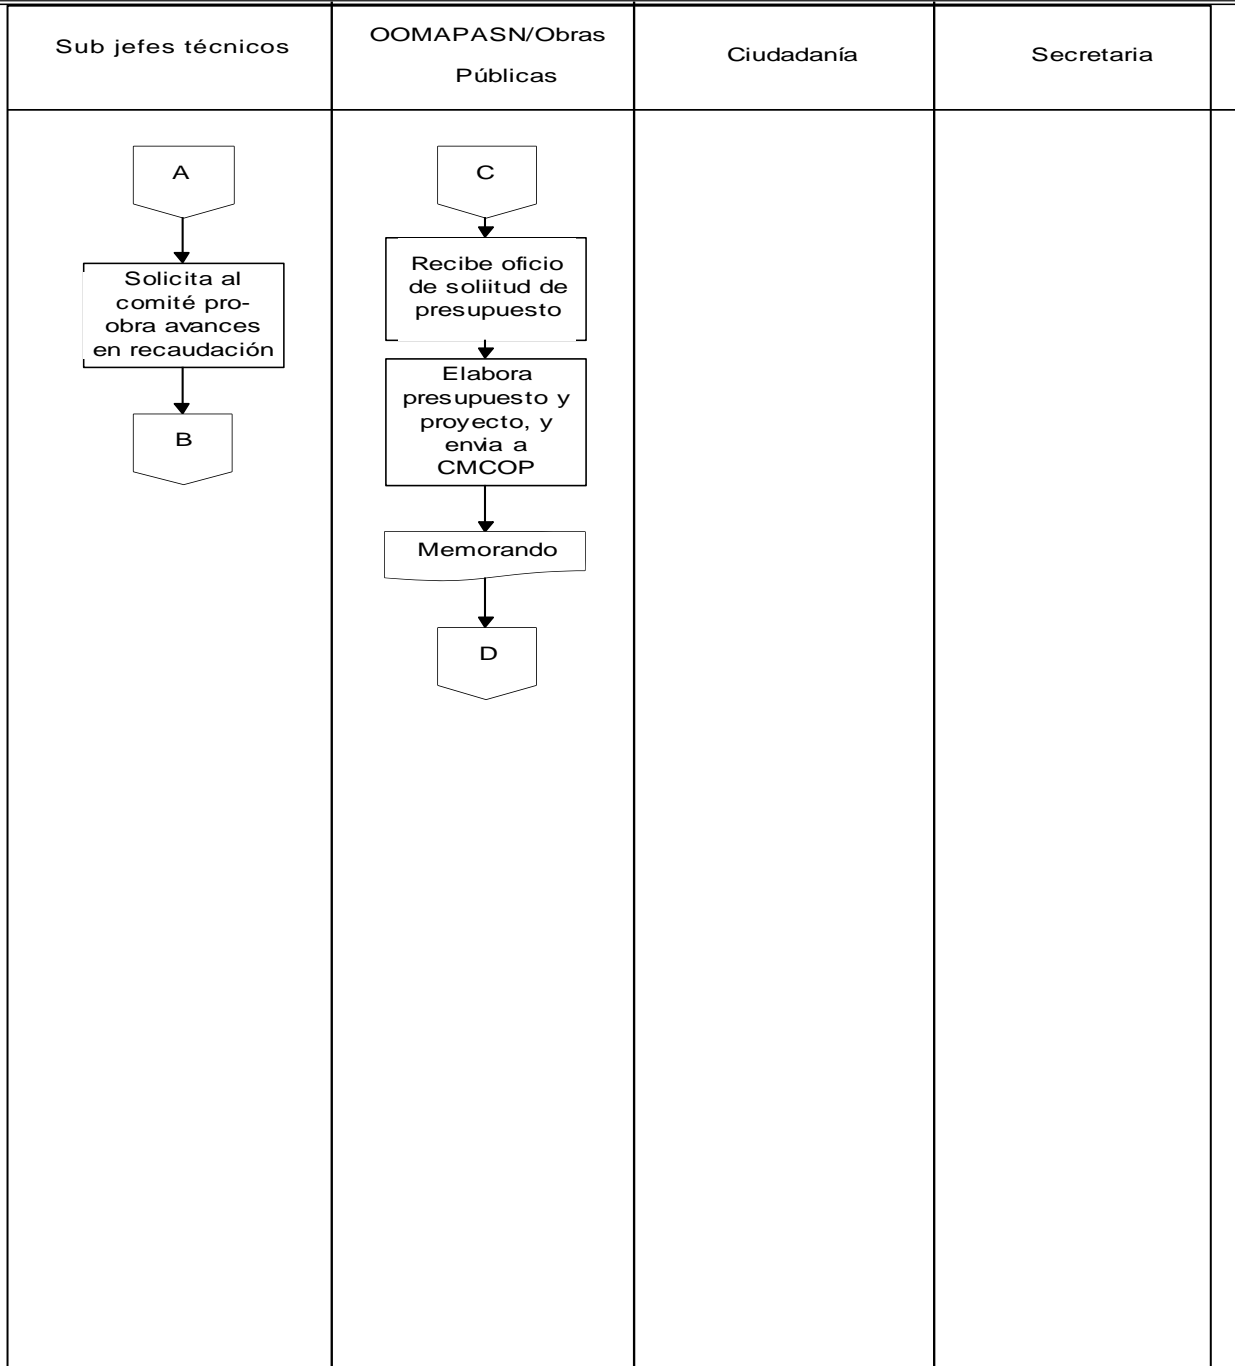 Sub jefes técnicos
OOMAPASN/Obras
Públicas
Ciudadanía
Secretaria
A
Solicita al
comité pro-
obra avances
en recaudación
B
C
Recibe oficio
de soliitud de
presupuesto
Elabora
presupuesto y
proyecto, y
envia a
CMCOP
Memorando
D